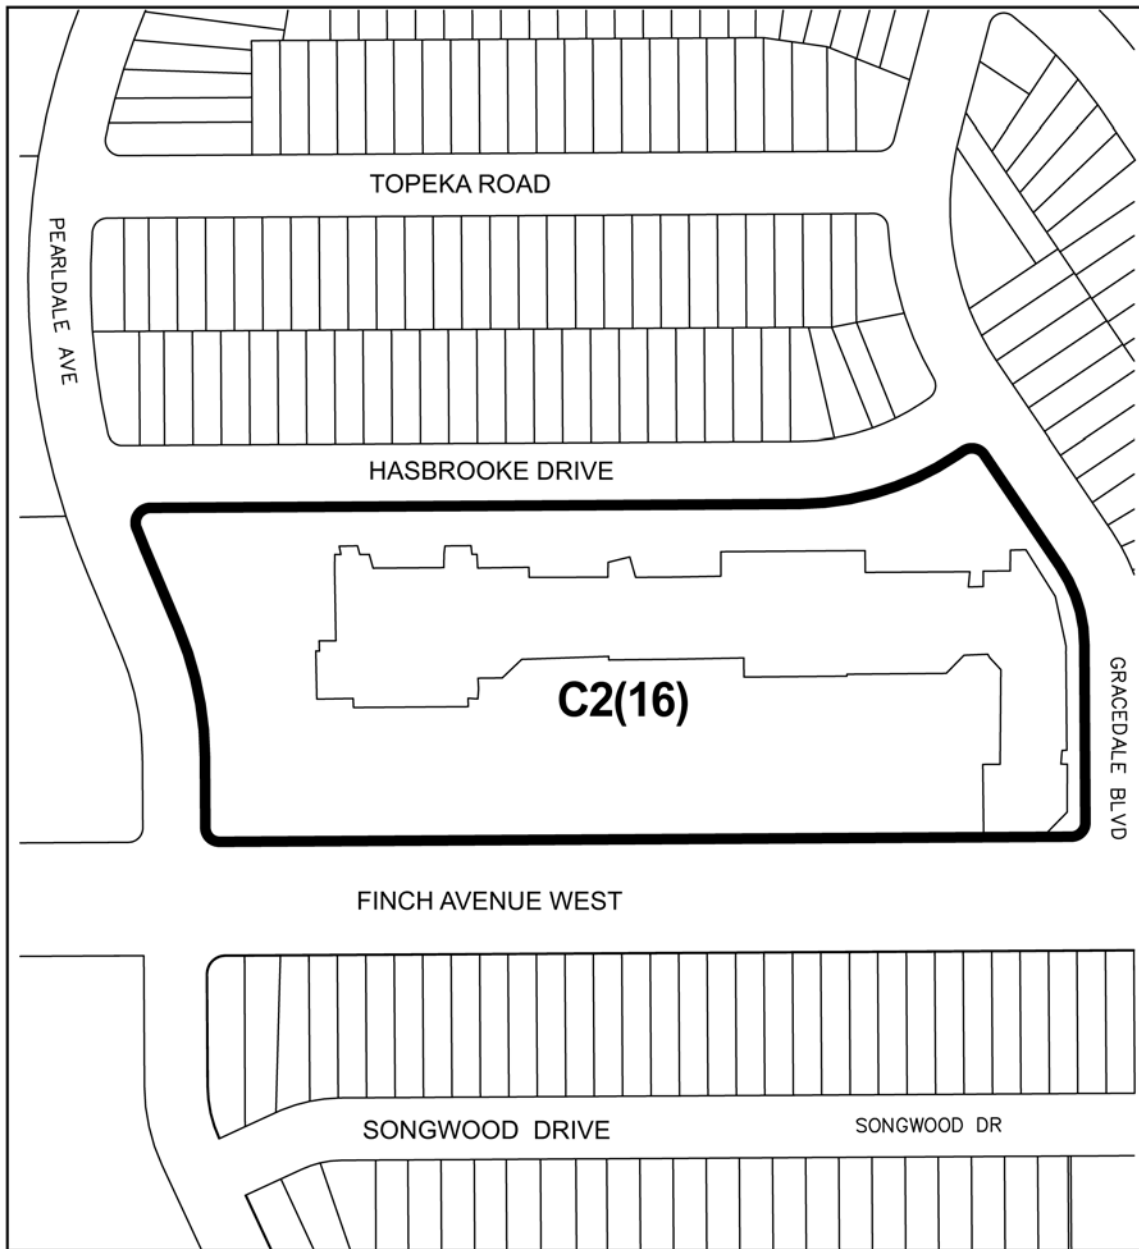 TOPEKA ROAD
PEARLDALE AVE
HASBROOKE DRIVE
C2(16)
GRACEDALE BLVD
FINCH AVENUE WEST
SONGWOOD DRIVE
SONGWOOD DR